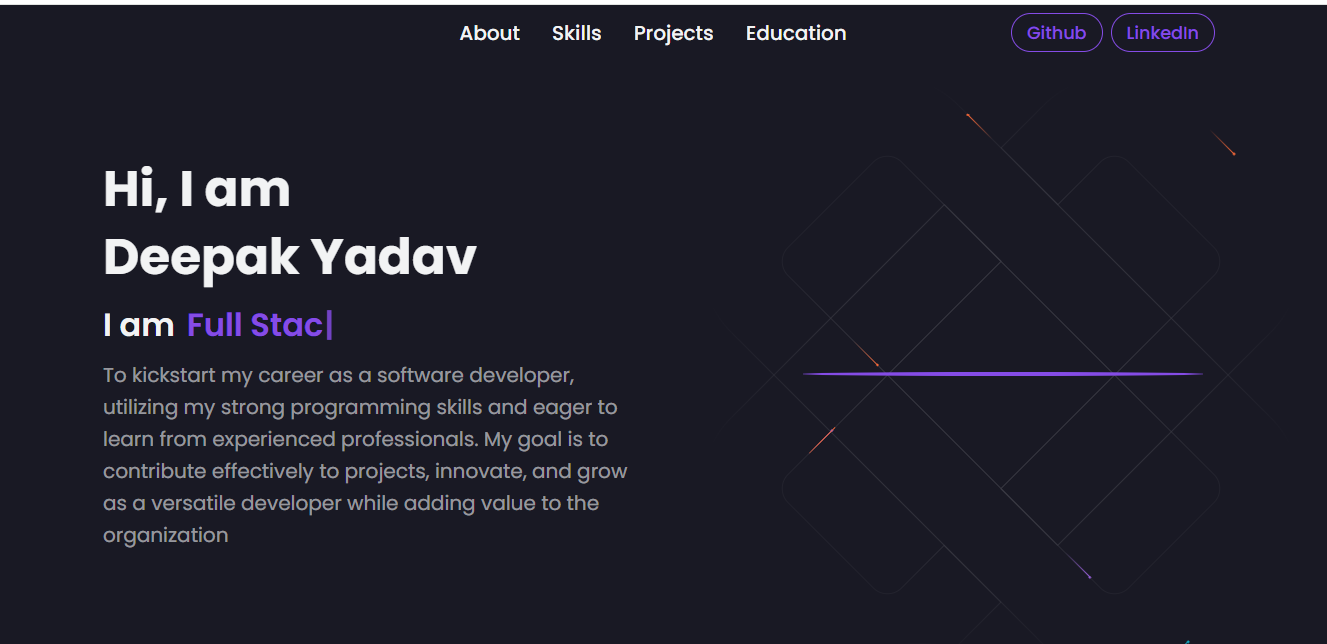 About Skills Projects Education Github LinkedIn
Hi, I am
Deepak Yadav
I am Full Stac|
To kickstart my career as a software developer,
utilizing my strong programming skills and eager to
learn from experienced professionals. My goal is to
contribute effectively to projects, innovate, and grow
as a versatile developer while adding value to the
organization